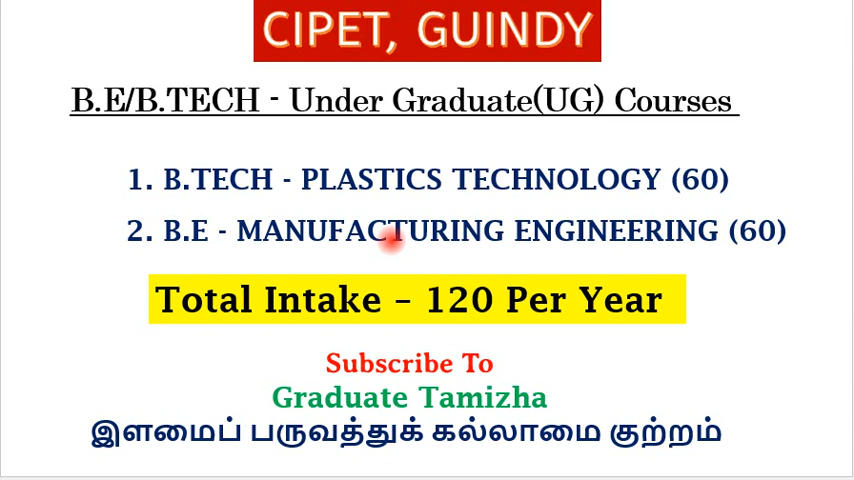 CIPET, GUINDY
B.E/B.TECH - Under Graduate(UG) Courses
1. B.TECH - PLASTICS TECHNOLOGY (60)
2. B.E - MANUFACTURING ENGINEERING (60)
Total Intake – 120 Per Year
Subscribe To
Graduate Tamizha
இளமைப் பருவத்துக் கல்லாமை குற்றம்